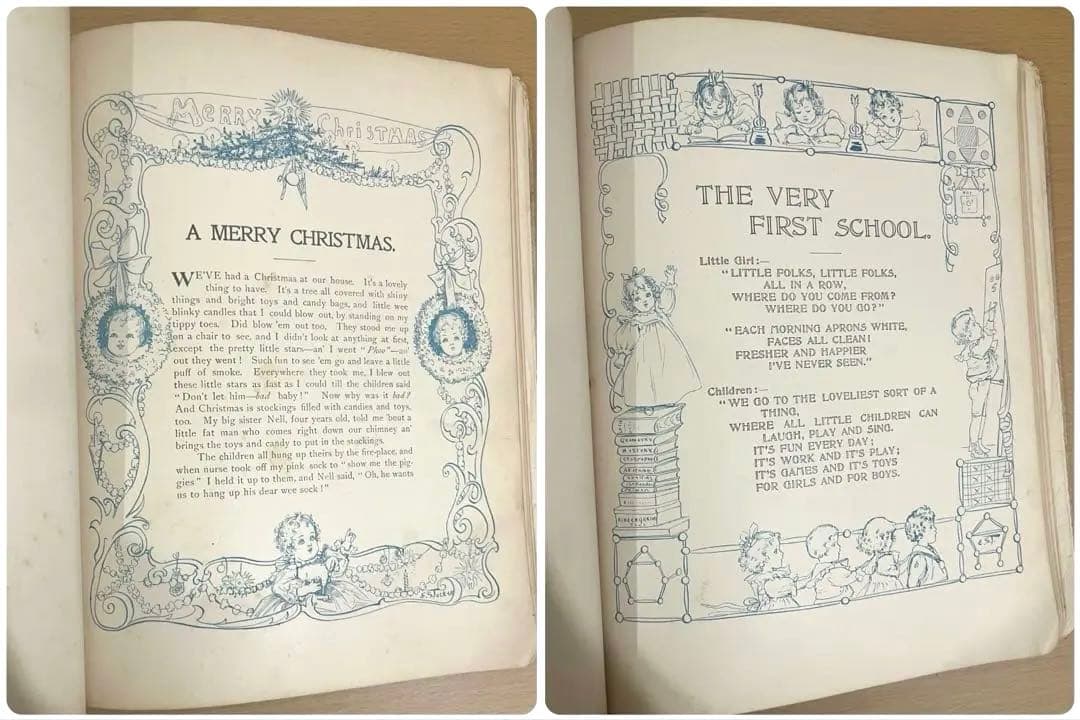 MERRY Christmas
A MERRY CHRISTMAS.
WE'VE had a Christmas at our house. It's a lovely
thing to have. It's a tree all covered with shiny
things and bright toys and candy bags, and little wee
blinky candles that I could blow out, by standing on my
tippy toes. Did blow 'em out too. They stood me up
on a chair to see, and I didn't look at anything at first,
except the pretty little stars—an' I went "Phoo"—an'
out they went! Such fun to see 'em go and leave a little
puff of smoke. Everywhere they took me, I blew out
these little stars as fast as I could till the children said
"Don't let him—bad baby!" Now why was it bad?
And Christmas is stockings filled with candies and toys,
too. My big sister Nell, four years old, told me 'bout a
little fat man who comes right down our chimney an'
brings the toys and candy to put in the stockings.
The children all hung up theirs by the fire-place, and
when nurse took off my pink sock to "show me the pig-
gies" I held it up to them, and Nell said, "Oh, he wants
us to hang up his dear wee sock!"
THE VERY
FIRST SCHOOL.
Little Girl:—
"LITTLE FOLKS, LITTLE FOLKS,
ALL IN A ROW,
WHERE DO YOU COME FROM?
WHERE DO YOU GO?"
"EACH MORNING APRONS WHITE,
FACES ALL CLEAN!
FRESHER AND HAPPIER
I'VE NEVER SEEN."
Children:—
"WE GO TO THE LOVELIEST SORT OF A
THING,
WHERE ALL LITTLE CHILDREN CAN
LAUGH, PLAY AND SING.
IT'S FUN EVERY DAY;
IT'S WORK AND IT'S PLAY;
IT'S GAMES AND IT'S TOYS
FOR GIRLS AND FOR BOYS.
GEOMETRY
HISTORY
KINDERGARTEN